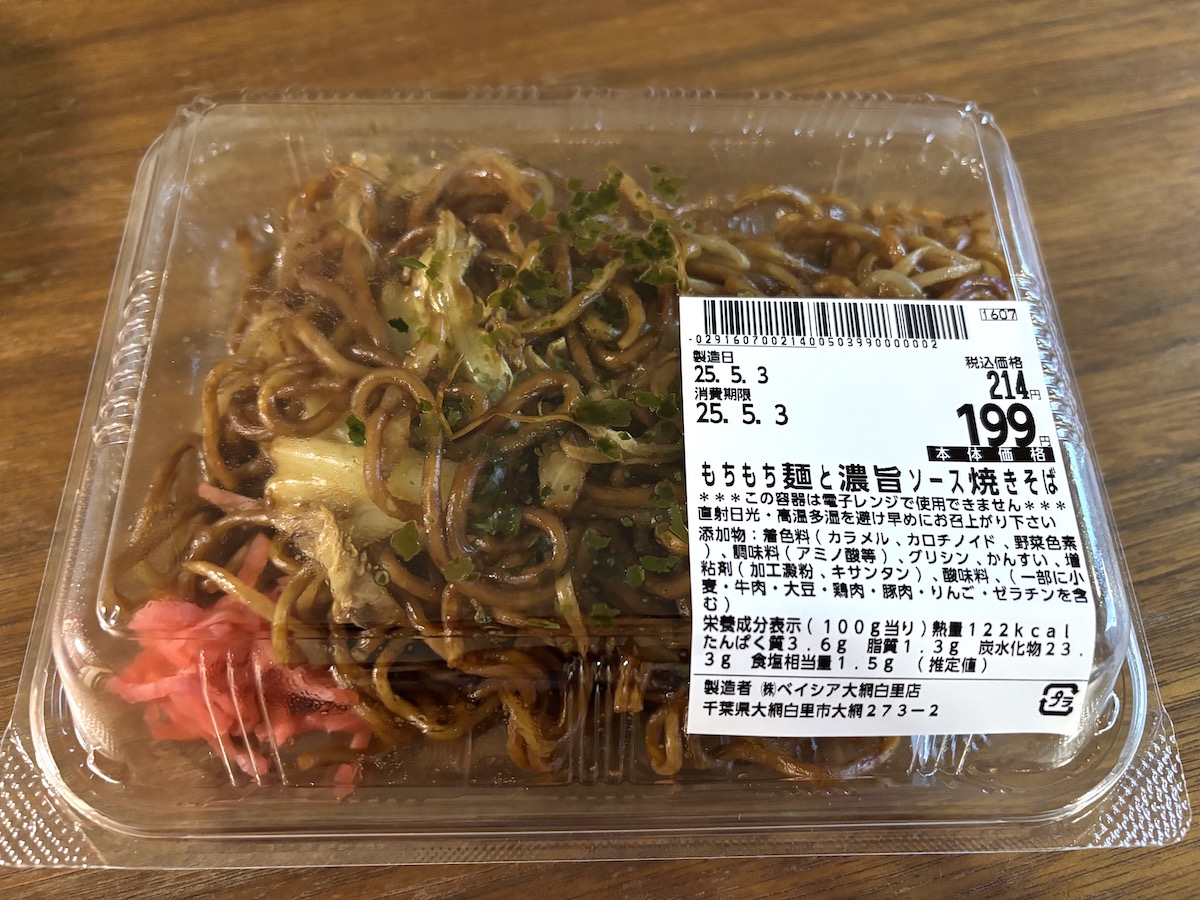 1607
0291607002140050399000000​2
製造日
25. 5. 3
消費期限
25. 5. 3
税込価格
214円
199円
本体価格
もちもち麺と濃旨ソース焼きそば
***この容器は電子レンジで使用できません***
直射日光・高温多湿を避け早めにお召上がり下さい
添加物:着色料(カラメル、カロチノイド、野菜色素
)、調味料(アミノ酸等)、グリシン、かんすい、増
粘剤(加工澱粉、キサンタン)、酸味料、(一部に小
麦・牛肉・大豆・鶏肉・豚肉・りんご・ゼラチンを含
む)
栄養成分表示(100g当り)熱量122kcal
たんぱく質3.6g 脂質1.3g 炭水化物23.
3g 食塩相当量1.5g (推定値)
製造者 ㈱ベイシア大網白里店
千葉県大網白里市大網273-2
プラ